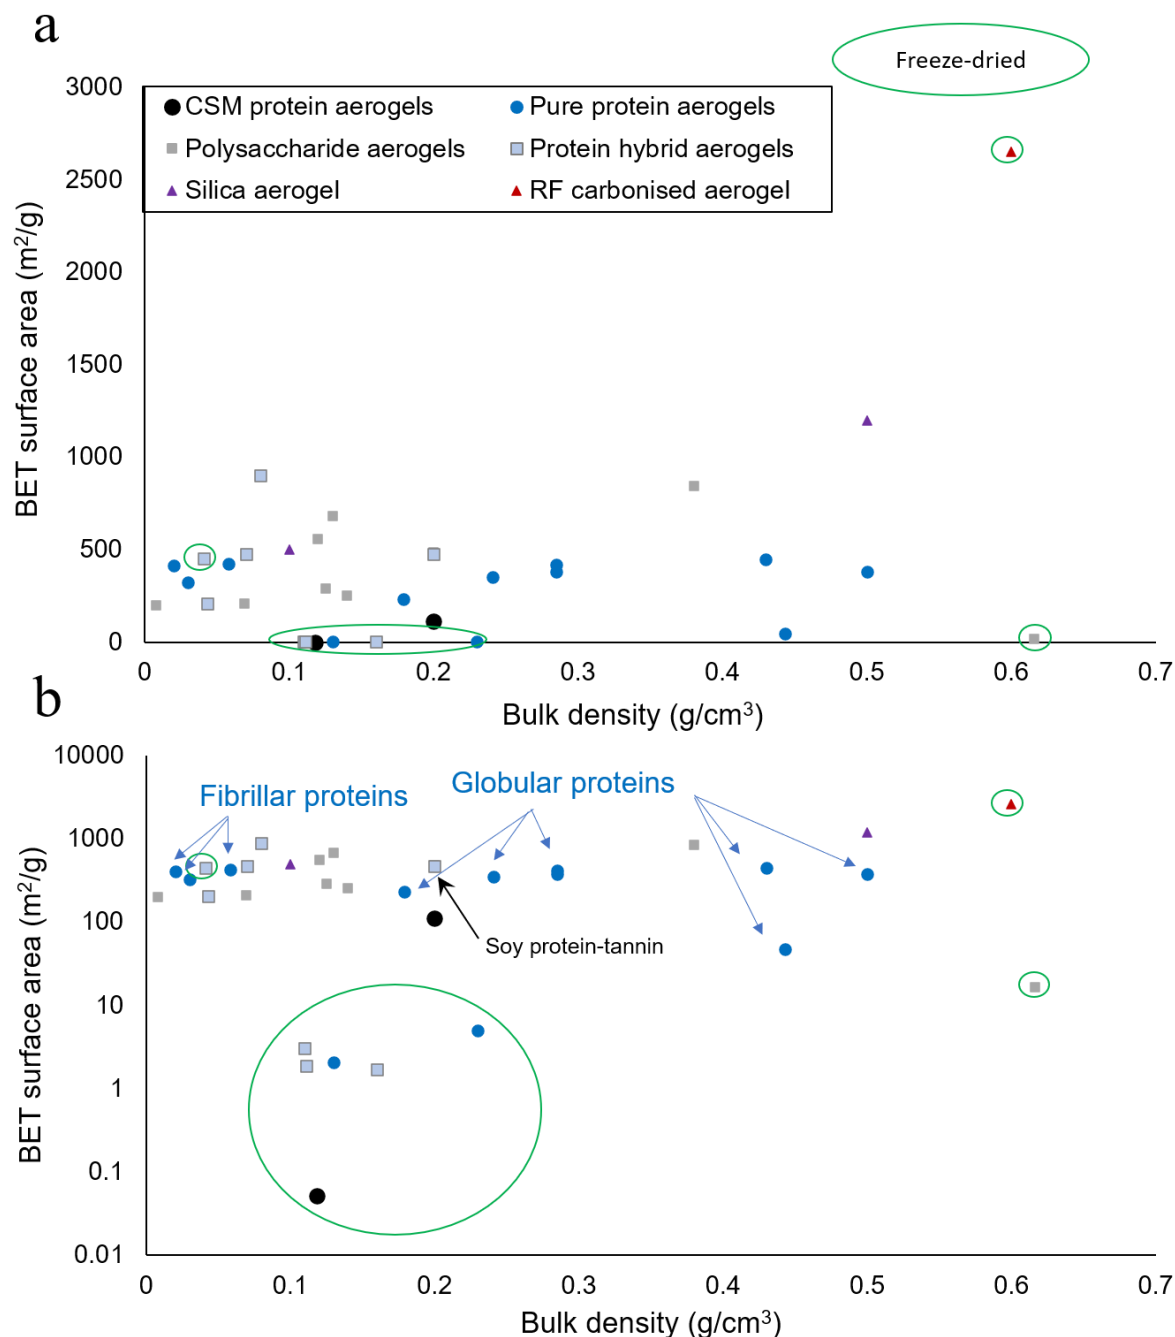 a
Freeze-dried
3000
CSM protein aerogels
Pure protein aerogels
Polysaccharide aerogels
Protein hybrid aerogels
Silica aerogel
RF carbonised aerogel
2500
2000
1500
1000
500
0
BET surface area (m²/g)
0 0.1 0.2 0.3 0.4 0.5 0.6 0.7
Bulk density (g/cm³)
b
10000
1000
100
10
1
0.1
0.01
BET surface area (m²/g)
Fibrillar proteins
Globular proteins
Soy protein-tannin
0 0.1 0.2 0.3 0.4 0.5 0.6 0.7
Bulk density (g/cm³)